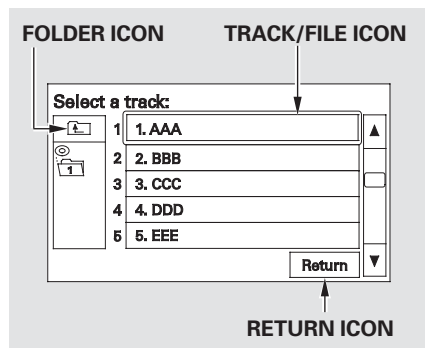 FOLDER ICON TRACK/FILE ICON
Select a track:
1 1. AAA
1
2 2. BBB
3 3. CCC
4 4. DDD
5 5. EEE
Return
RETURN ICON